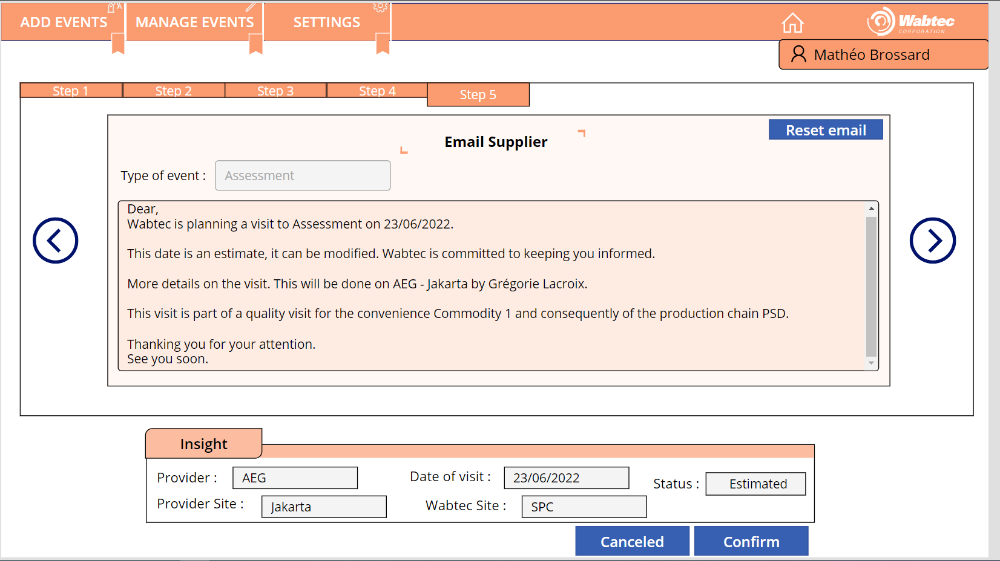 ADD EVENTS MANAGE EVENTS SETTINGS
Wabtec
CORPORATION
Mathéo Brossard
Step 1 Step 2 Step 3 Step 4 Step 5
Reset email
Email Supplier
Type of event : Assessment
Dear,
Wabtec is planning a visit to Assessment on 23/06/2022.
This date is an estimate, it can be modified. Wabtec is committed to keeping you informed.
More details on the visit. This will be done on AEG - Jakarta by Grégorie Lacroix.
This visit is part of a quality visit for the convenience Commodity 1 and consequently of the production chain PSD.
Thanking you for your attention.
See you soon.
Insight
Provider : AEG Date of visit : 23/06/2022 Status : Estimated
Provider Site : Jakarta Wabtec Site : SPC
Canceled Confirm